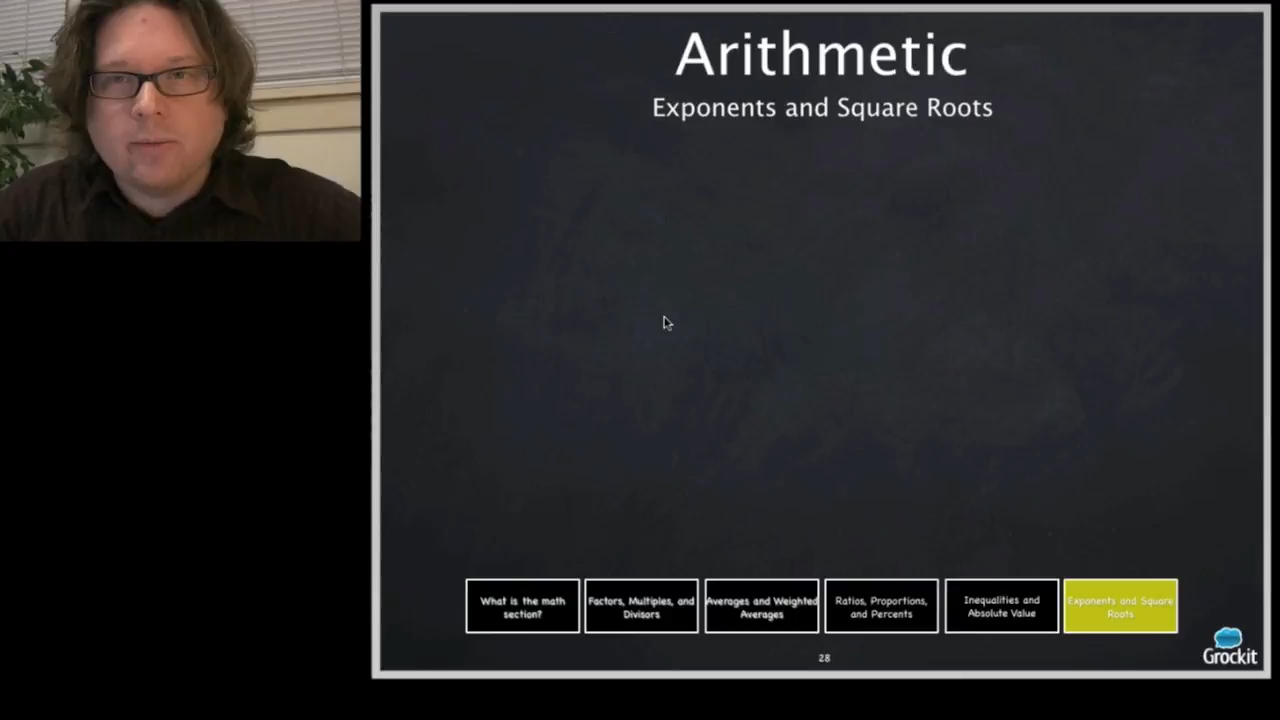 Arithmetic
Exponents and Square Roots
What is the math
section?
Factors, Multiples, and
Divisors
Averages and Weighted
Averages
Ratios, Proportions,
and Percents
Inequalities and
Absolute Value
Exponents and Square
Roots
28
Grockit